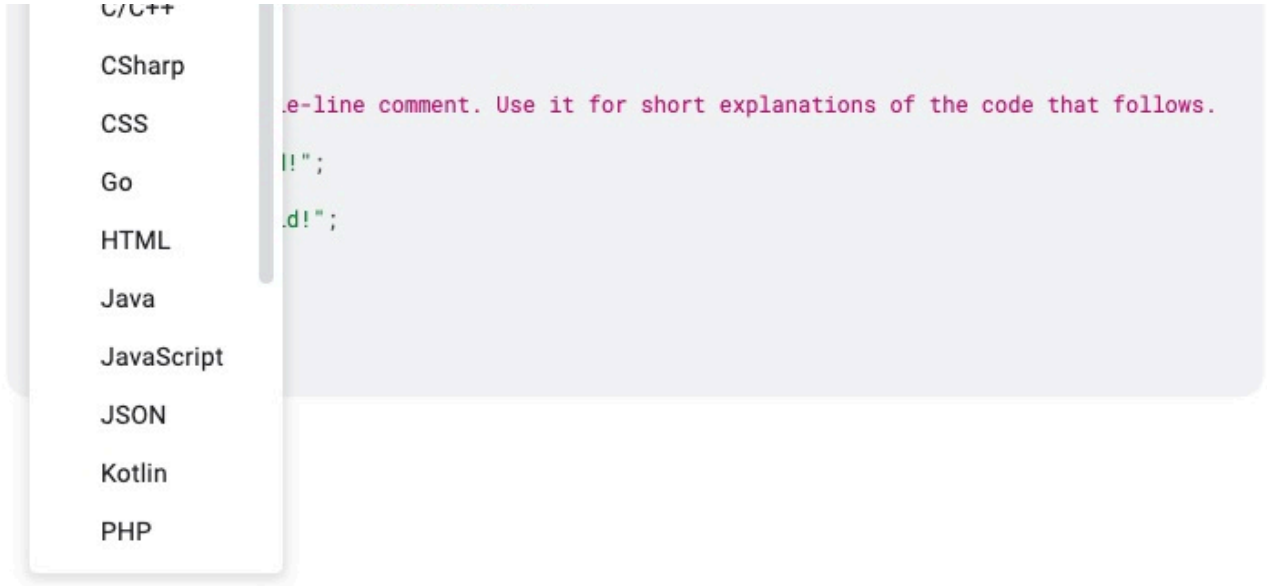 C/C++
CSharp
e-line comment. Use it for short explanations of the code that follows.
CSS
!";
Go
d!";
HTML
Java
JavaScript
JSON
Kotlin
PHP